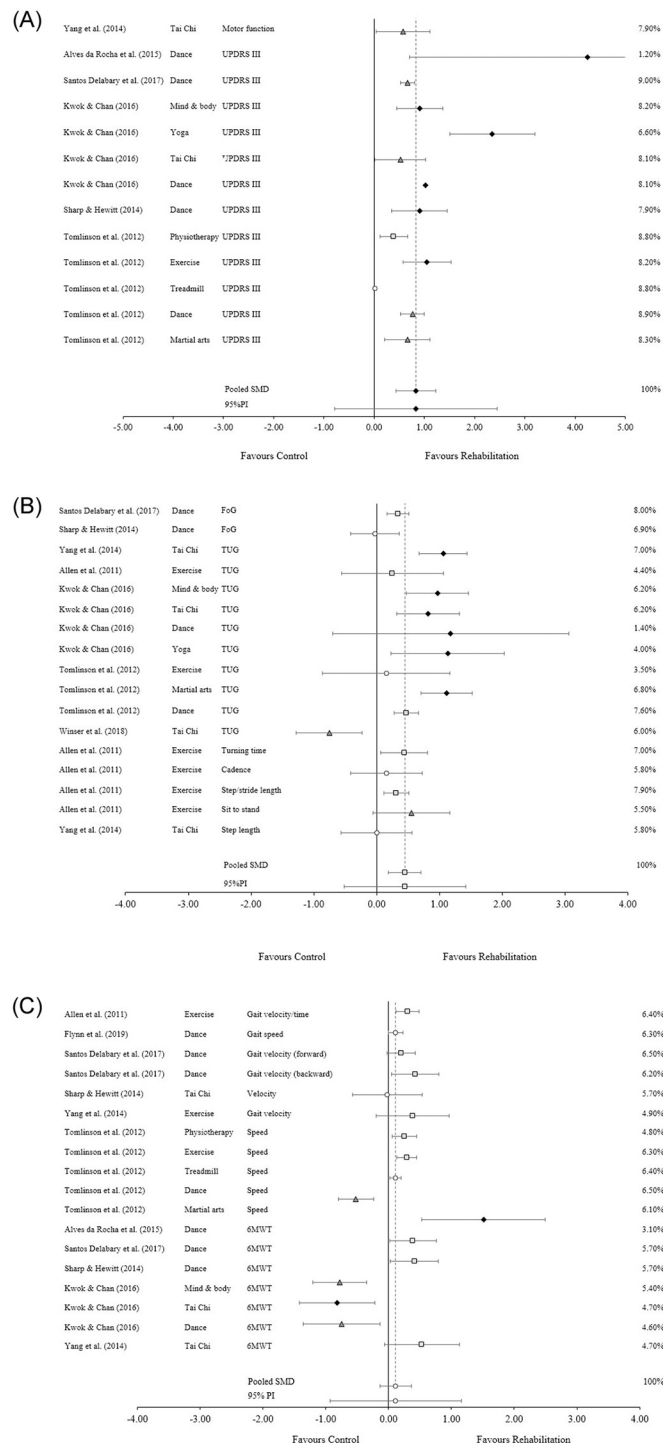 (A)
Yang et al. (2014) Tai Chi Motor function 7.90%
Alves da Rocha et al. (2015) Dance UPDRS III 1.20%
Santos Delabary et al. (2017) Dance UPDRS III 9.00%
Kwok & Chan (2016) Mind & body UPDRS III 8.20%
Kwok & Chan (2016) Yoga UPDRS III 6.60%
Kwok & Chan (2016) Tai Chi UPDRS III 8.10%
Kwok & Chan (2016) Dance UPDRS III 8.10%
Sharp & Hewitt (2014) Dance UPDRS III 7.90%
Tomlinson et al. (2012) Physiotherapy UPDRS III 8.80%
Tomlinson et al. (2012) Exercise UPDRS III 8.20%
Tomlinson et al. (2012) Treadmill UPDRS III 8.80%
Tomlinson et al. (2012) Dance UPDRS III 8.90%
Tomlinson et al. (2012) Martial arts UPDRS III 8.30%
Pooled SMD 100%
95%PI
-5.00 -4.00 -3.00 -2.00 -1.00 0.00 1.00 2.00 3.00 4.00 5.00
Favours Control Favours Rehabilitation
(B)
Santos Delabary et al. (2017) Dance FoG 8.00%
Sharp & Hewitt (2014) Dance FoG 6.90%
Yang et al. (2014) Tai Chi TUG 7.00%
Allen et al. (2011) Exercise TUG 4.40%
Kwok & Chan (2016) Mind & body TUG 6.20%
Kwok & Chan (2016) Tai Chi TUG 6.20%
Kwok & Chan (2016) Dance TUG 1.40%
Kwok & Chan (2016) Yoga TUG 4.00%
Tomlinson et al. (2012) Exercise TUG 3.50%
Tomlinson et al. (2012) Martial arts TUG 6.80%
Tomlinson et al. (2012) Dance TUG 7.60%
Winser et al. (2018) Tai Chi TUG 6.00%
Allen et al. (2011) Exercise Turning time 7.00%
Allen et al. (2011) Exercise Cadence 5.80%
Allen et al. (2011) Exercise Step/stride length 7.90%
Allen et al. (2011) Exercise Sit to stand 5.50%
Yang et al. (2014) Tai Chi Step length 5.80%
Pooled SMD 100%
95%PI
-4.00 -3.00 -2.00 -1.00 0.00 1.00 2.00 3.00 4.00
Favours Control Favours Rehabilitation
(C)
Allen et al. (2011) Exercise Gait velocity/time 6.40%
Flynn et al. (2019) Dance Gait speed 6.30%
Santos Delabary et al. (2017) Dance Gait velocity (forward) 6.50%
Santos Delabary et al. (2017) Dance Gait velocity (backward) 6.20%
Sharp & Hewitt (2014) Tai Chi Velocity 5.70%
Yang et al. (2014) Exercise Gait velocity 4.90%
Tomlinson et al. (2012) Physiotherapy Speed 4.80%
Tomlinson et al. (2012) Exercise Speed 6.30%
Tomlinson et al. (2012) Treadmill Speed 6.40%
Tomlinson et al. (2012) Dance Speed 6.50%
Tomlinson et al. (2012) Martial arts Speed 6.10%
Alves da Rocha et al. (2015) Dance 6MWT 3.10%
Santos Delabary et al. (2017) Dance 6MWT 5.70%
Sharp & Hewitt (2014) Dance 6MWT 5.70%
Kwok & Chan (2016) Mind & body 6MWT 5.40%
Kwok & Chan (2016) Tai Chi 6MWT 4.70%
Kwok & Chan (2016) Dance 6MWT 4.60%
Yang et al. (2014) Tai Chi 6MWT 4.70%
Pooled SMD 100%
95% PI
-4.00 -3.00 -2.00 -1.00 0.00 1.00 2.00 3.00 4.00
Favours Control Favours Rehabilitation